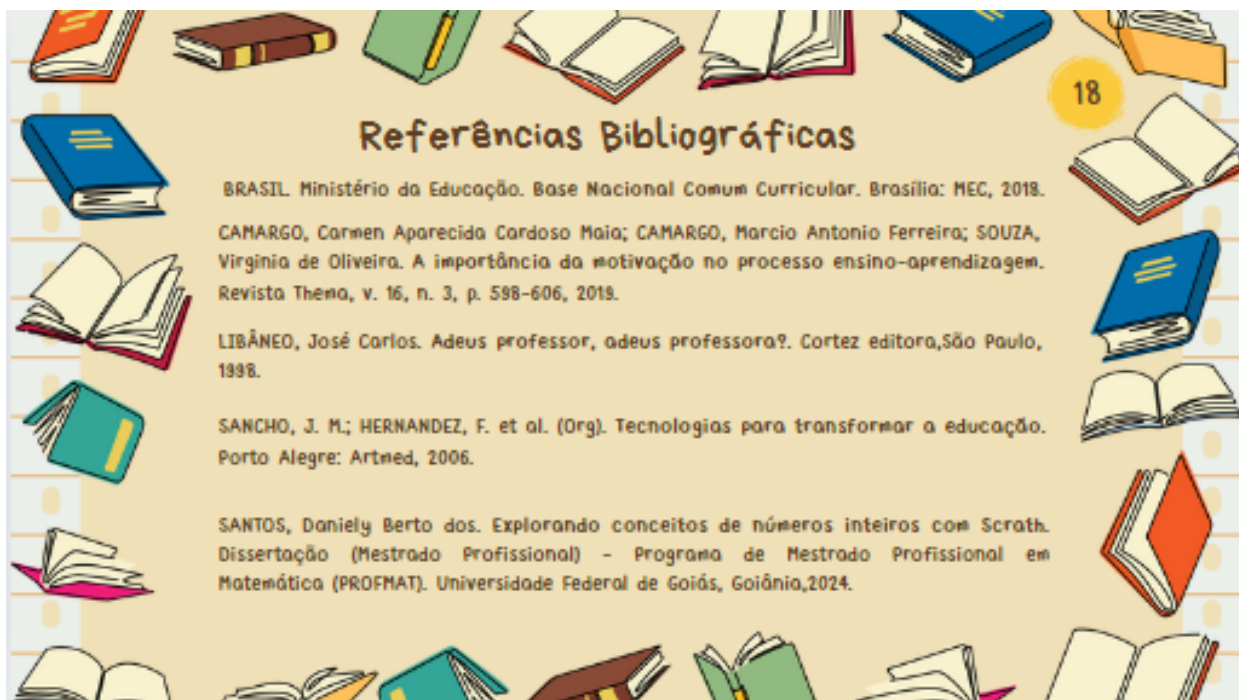 18
Referências Bibliográficas
BRASIL. Ministério da Educação. Base Nacional Comum Curricular. Brasília: MEC, 2018.
CAMARGO, Carmen Aparecida Cardoso Maia; CAMARGO, Marcio Antonio Ferreira; SOUZA,
Virginia de Oliveira. A importância da motivação no processo ensino-aprendizagem.
Revista Thema, v. 16, n. 3, p. 598-606, 2019.
LIBÂNEO, José Carlos. Adeus professor, adeus professora?. Cortez editora,São Paulo,
1998.
SANCHO, J. M.; HERNANDEZ, F. et al. (Org). Tecnologias para transformar a educação.
Porto Alegre: Artmed, 2006.
SANTOS, Daniely Berto dos. Explorando conceitos de números inteiros com Scrath.
Dissertação (Mestrado Profissional) - Programa de Mestrado Profissional em
Matemática (PROFMAT). Universidade Federal de Goiás, Goiânia,2024.